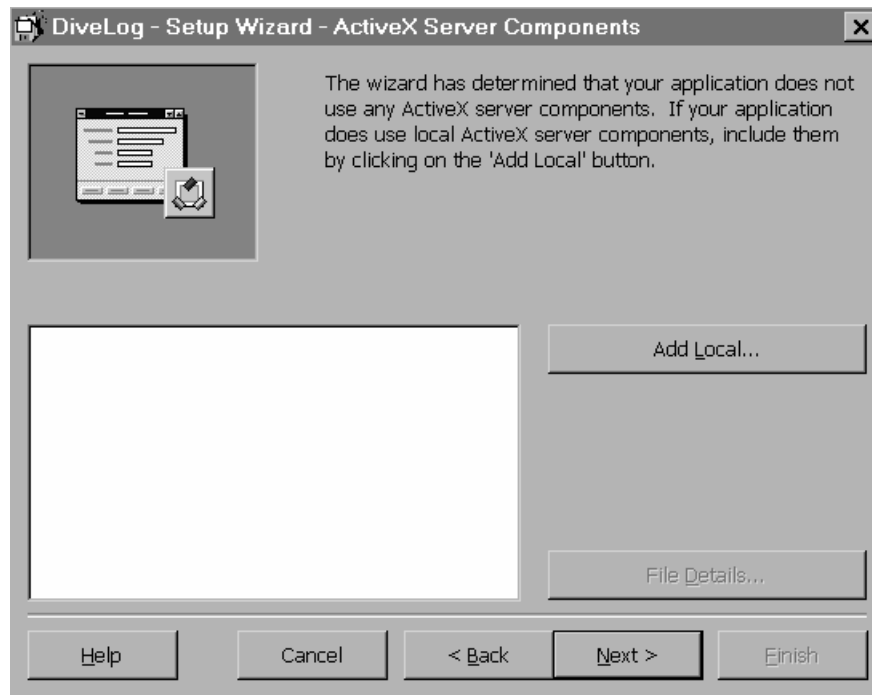 DiveLog - Setup Wizard - ActiveX Server Components
The wizard has determined that your application does not
use any ActiveX server components. If your application
does use local ActiveX server components, include them
by clicking on the 'Add Local' button.
Add Local...
File Details...
Help
Cancel
< Back
Next >
Finish